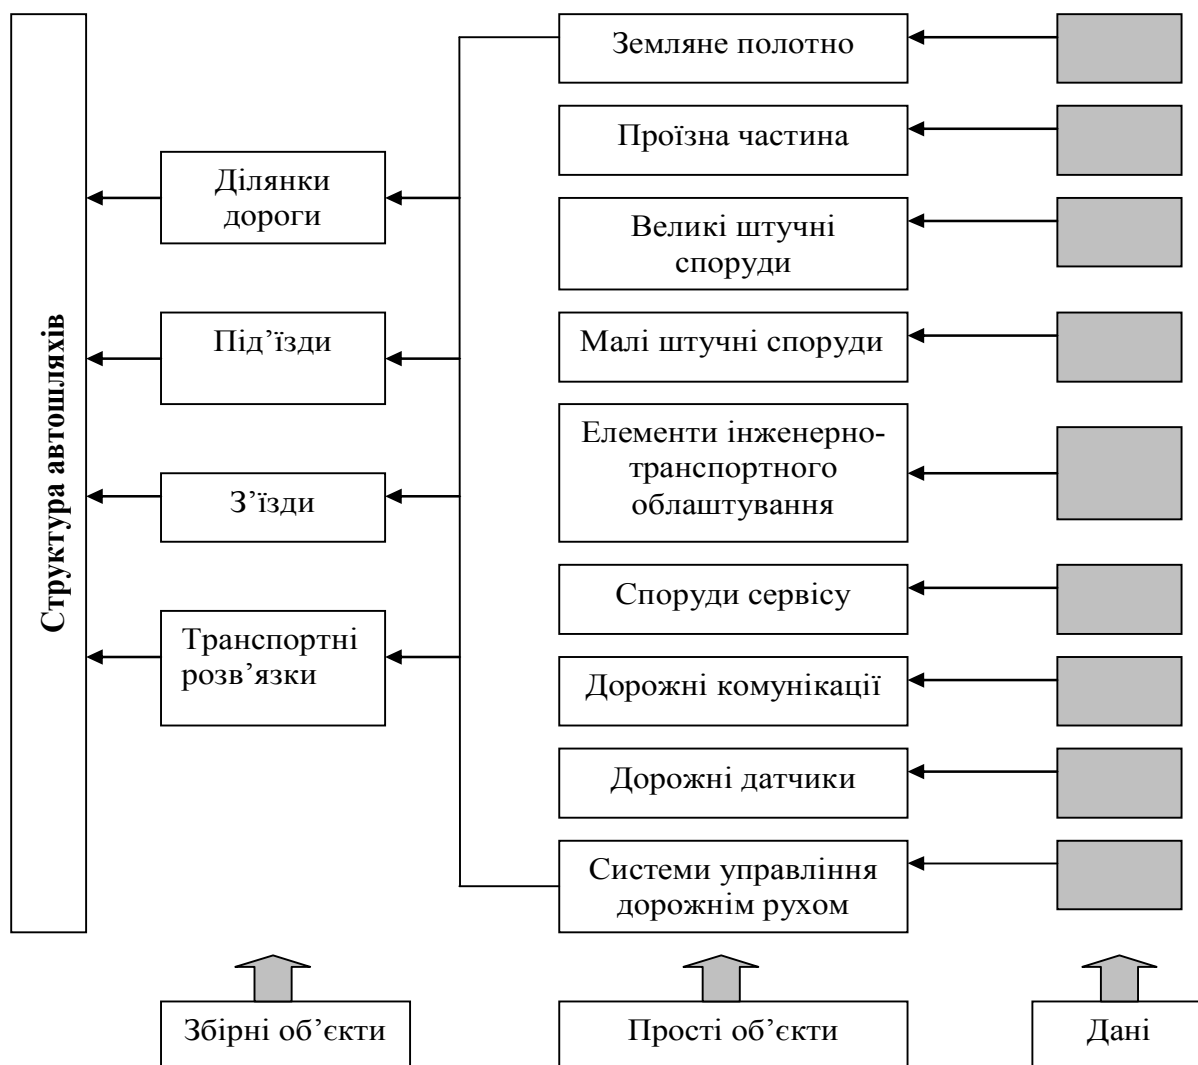 Структура автошляхів
Ділянки
дороги
Під’їзди
З’їзди
Транспортні
розв’язки
Земляне полотно
Проїзна частина
Великі штучні
споруди
Малі штучні споруди
Елементи інженерно-
транспортного
облаштування
Споруди сервісу
Дорожні комунікації
Дорожні датчики
Системи управління
дорожнім рухом
Збірні об’єкти
Прості об’єкти
Дані